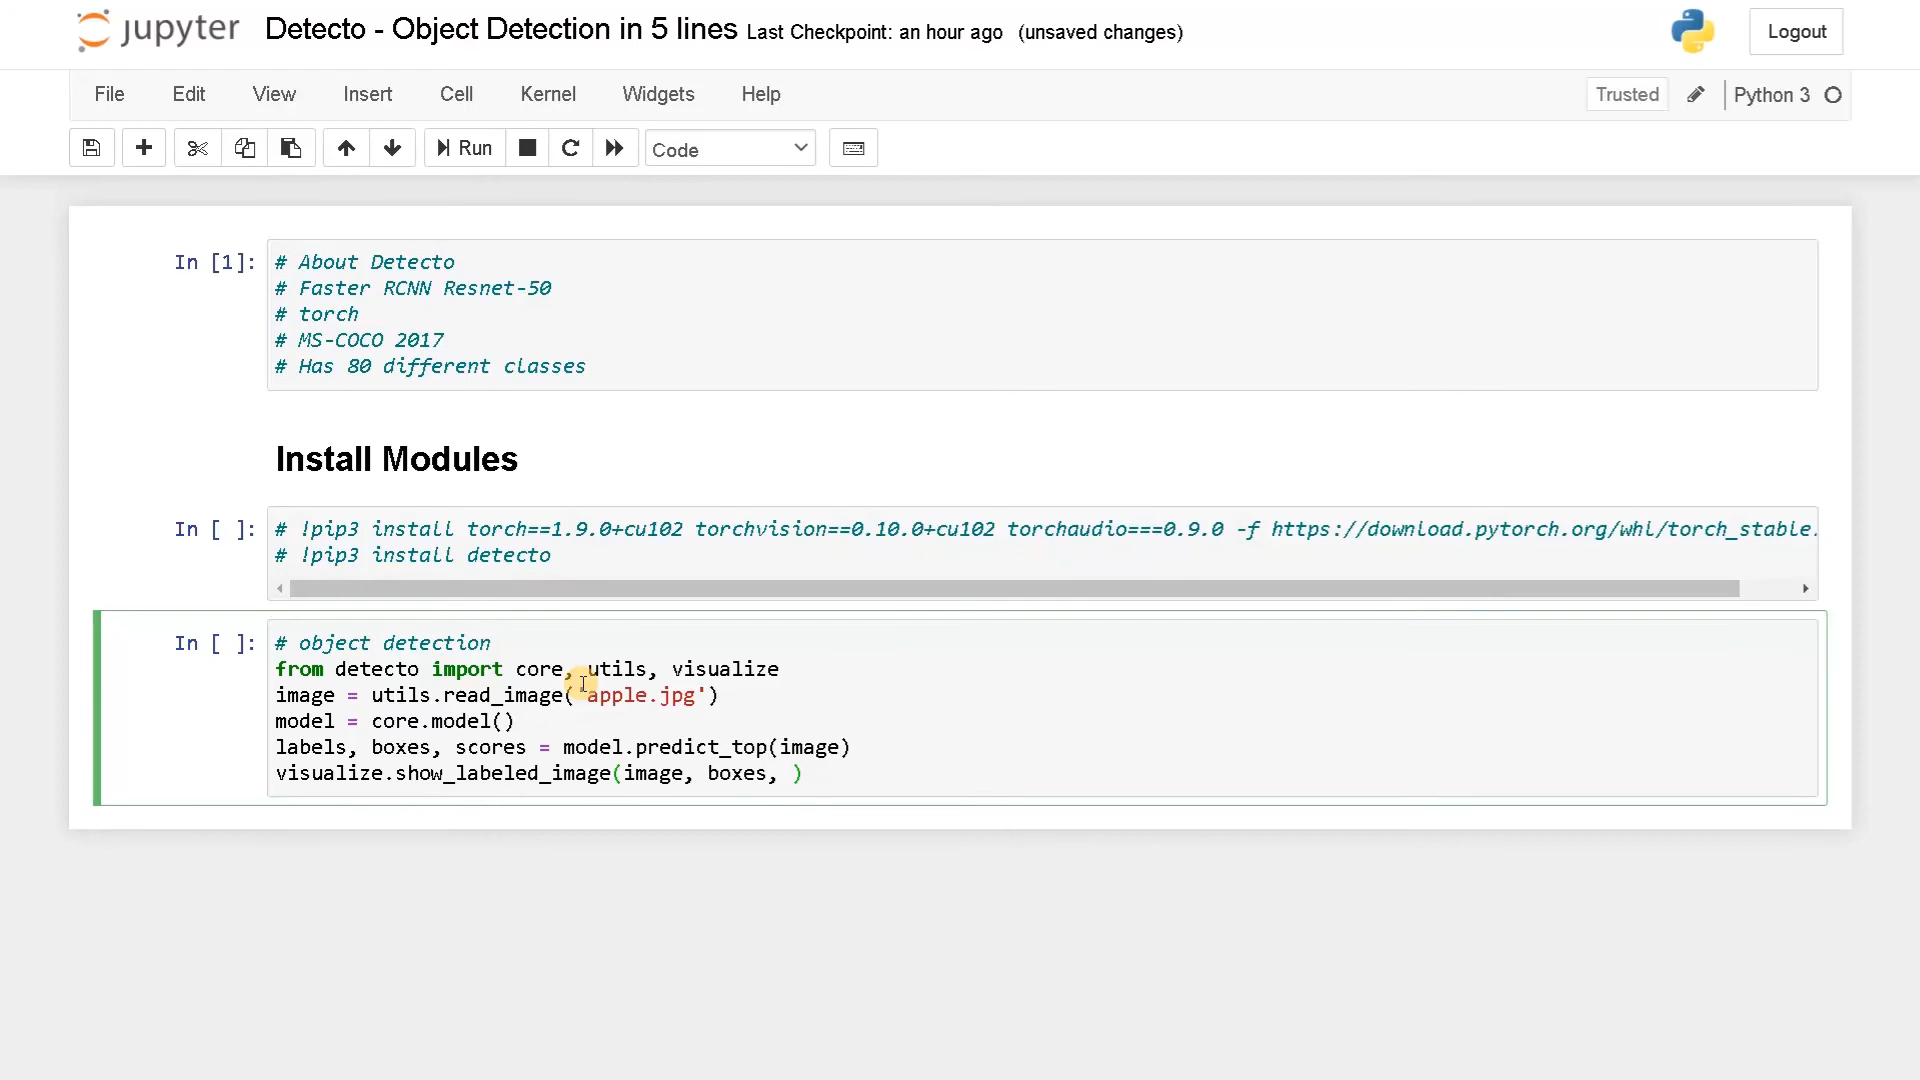 jupyter Detecto - Object Detection in 5 lines Last Checkpoint: an hour ago (unsaved changes) Logout
File Edit View Insert Cell Kernel Widgets Help Trusted Python 3
Run Code
In [1]: # About Detecto
# Faster RCNN Resnet-50
# torch
# MS-COCO 2017
# Has 80 different classes
Install Modules
In [ ]: # !pip3 install torch==1.9.0+cu102 torchvision==0.10.0+cu102 torchaudio===0.9.0 -f https://download.pytorch.org/whl/torch_stable.
# !pip3 install detecto
In [ ]: # object detection
from detecto import core, utils, visualize
image = utils.read_image('apple.jpg')
model = core.model()
labels, boxes, scores = model.predict_top(image)
visualize.show_labeled_image(image, boxes, )